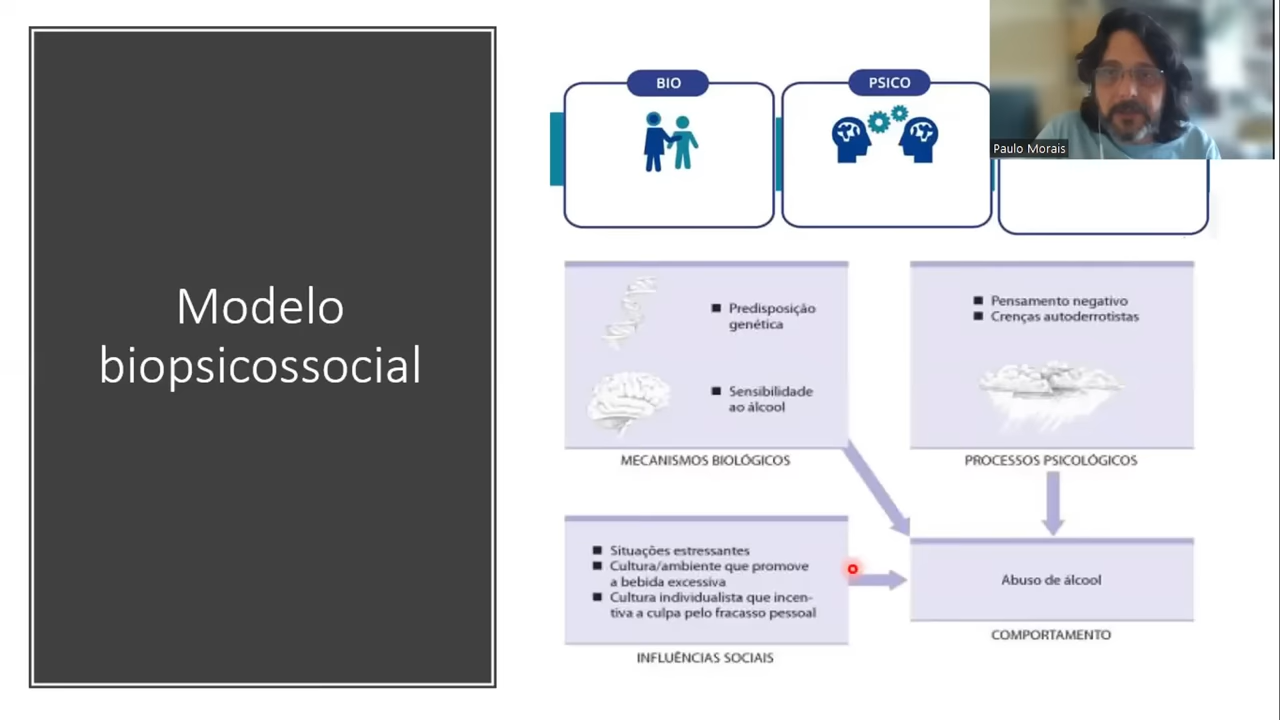 Modelo
biopsicossocial
BIO
PSICO
Paulo Morais
Predisposição
genética
Sensibilidade
ao álcool
MECANISMOS BIOLÓGICOS
Pensamento negativo
Crenças autoderrotistas
PROCESSOS PSICOLÓGICOS
Situações estressantes
Cultura/ambiente que promove
a bebida excessiva
Cultura individualista que incen-
tiva a culpa pelo fracasso pessoal
INFLUÊNCIAS SOCIAIS
Abuso de álcool
COMPORTAMENTO